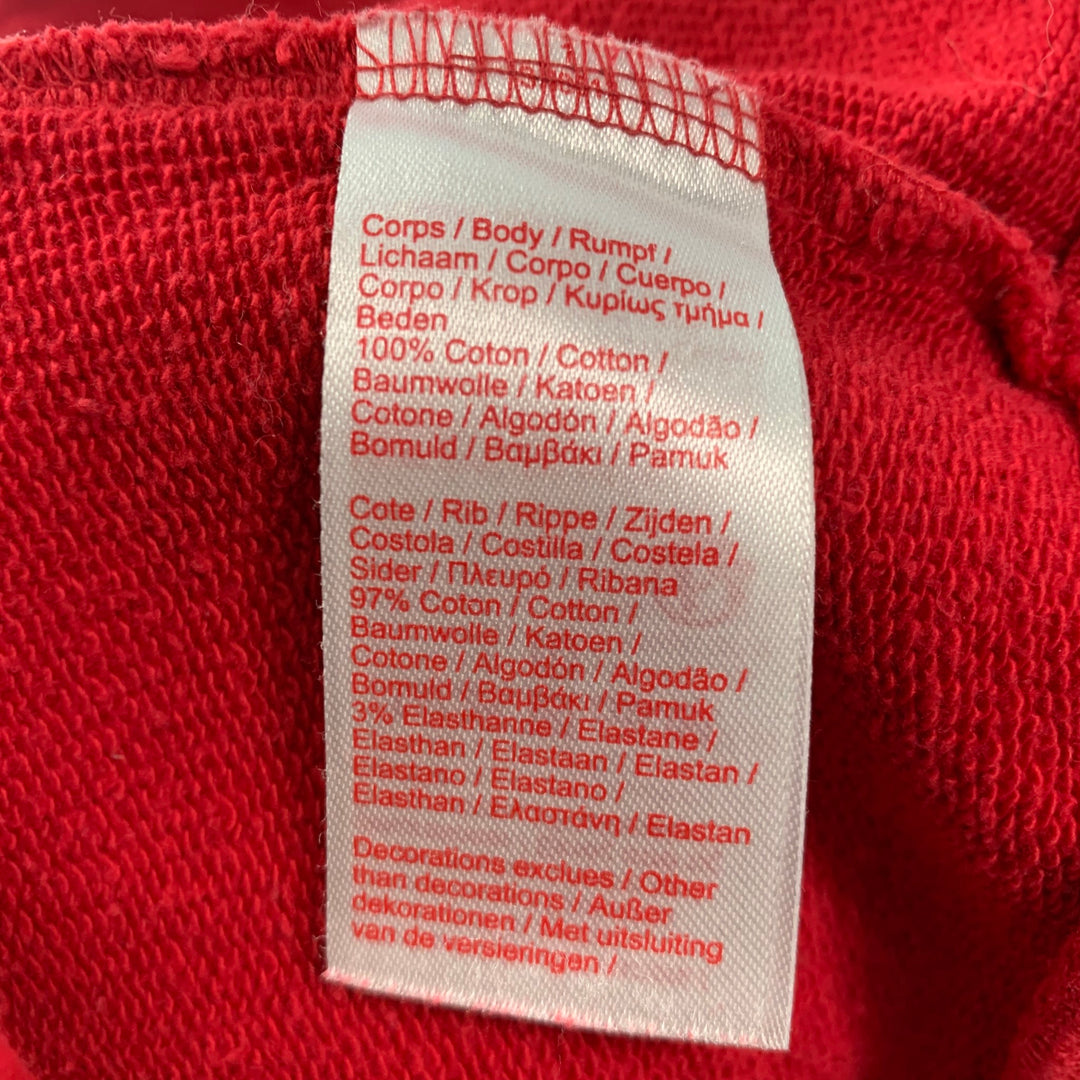 Corps / Body / Rumpf /
Lichaam / Corpo / Cuerpo /
Corpo / Krop / Κυρίως τμήμα /
Beden
100% Coton / Cotton /
Baumwolle / Katoen /
Cotone / Algodón / Algodão /
Bomuld / Βαμβάκι / Pamuk
Cote / Rib / Rippe / Zijden /
Costola / Costilla / Costela /
Sider / Πλευρό / Ribana
97% Coton / Cotton /
Baumwolle / Katoen /
Cotone / Algodón / Algodão /
Bomuld / Βαμβάκι / Pamuk
3% Elasthanne / Elastane /
Elasthan / Elastaan / Elastan /
Elastano / Elastano /
Elasthan / Ελαστάνη / Elastan
Decorations exclues / Other
than decorations / Außer
dekorationen / Met uitsluiting
van de versieringen /